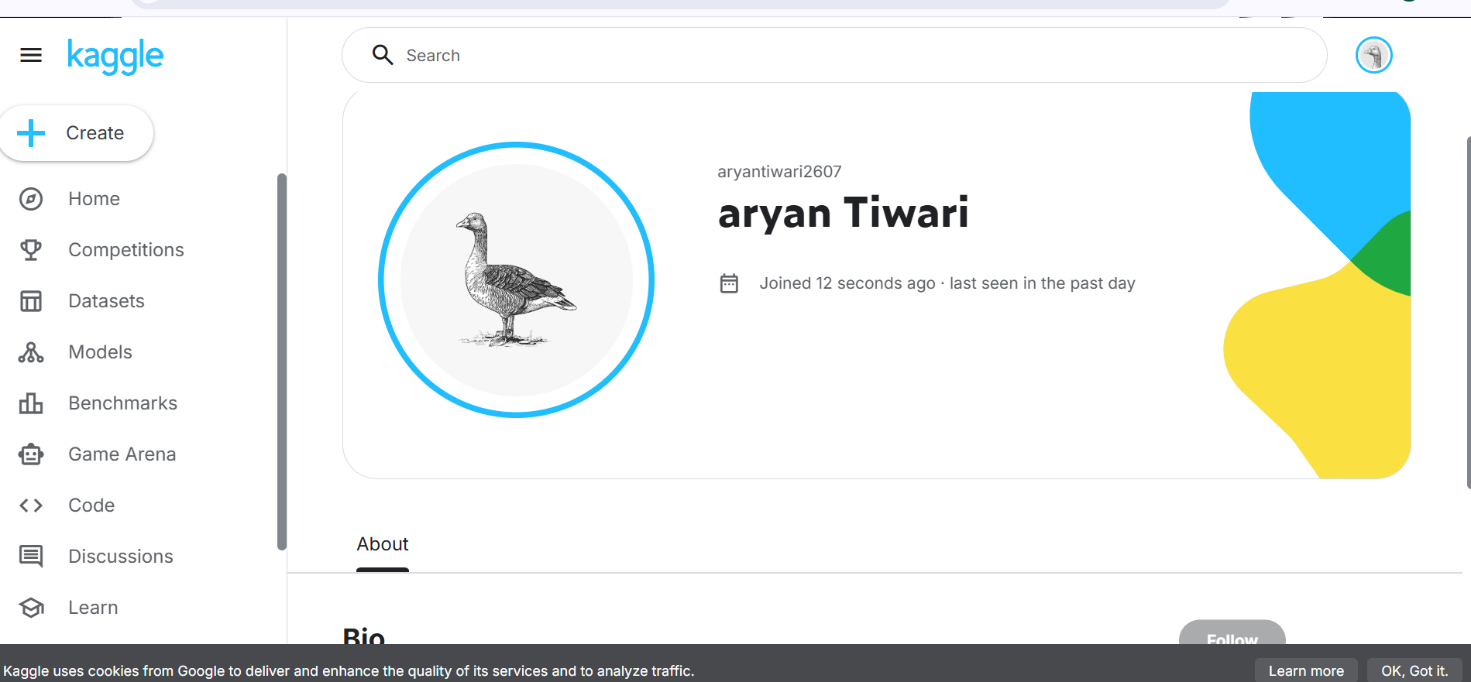 kaggle
Search
Create
Home
Competitions
Datasets
Models
Benchmarks
Game Arena
Code
Discussions
Learn
aryantiwari2607
aryan Tiwari
Joined 12 seconds ago · last seen in the past day
About
Bio
Follow
Kaggle uses cookies from Google to deliver and enhance the quality of its services and to analyze traffic.
Learn more
OK, Got it.